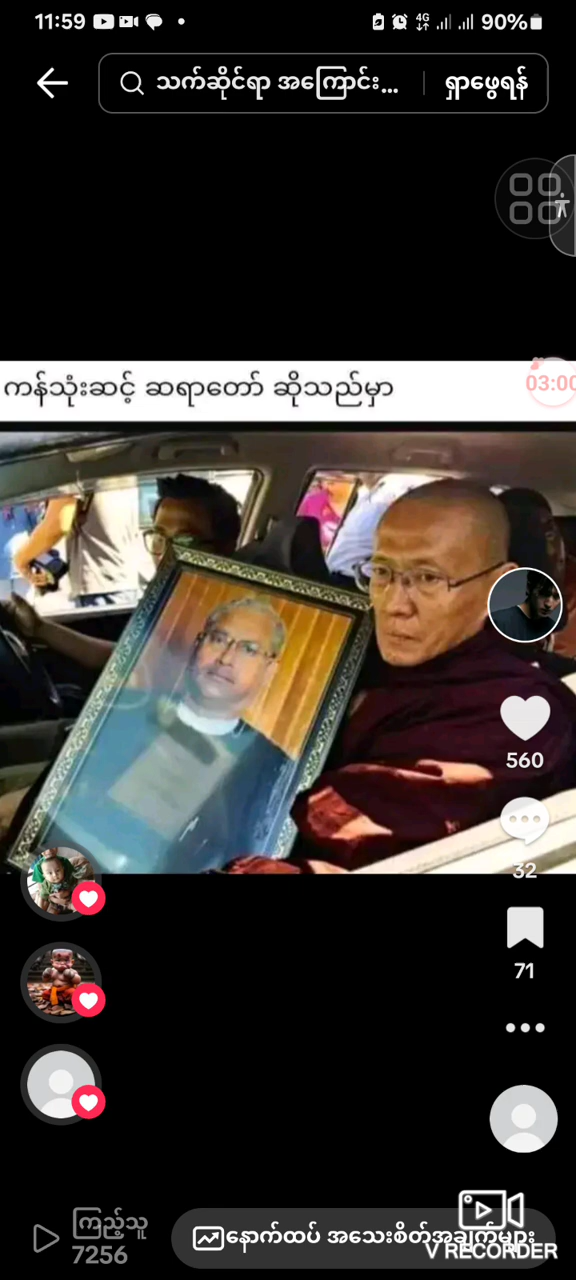 11:59
4G
90%
သက်ဆိုင်ရာ အကြောင်း... ရှာဖွေရန်
ကန်သုံးဆင့် ဆရာတော် ဆိုသည်မှာ
03:00
560
32
71
ကြည့်သူ
7256
နောက်ထပ် အသေးစိတ်အချက်များ
V RECORDER